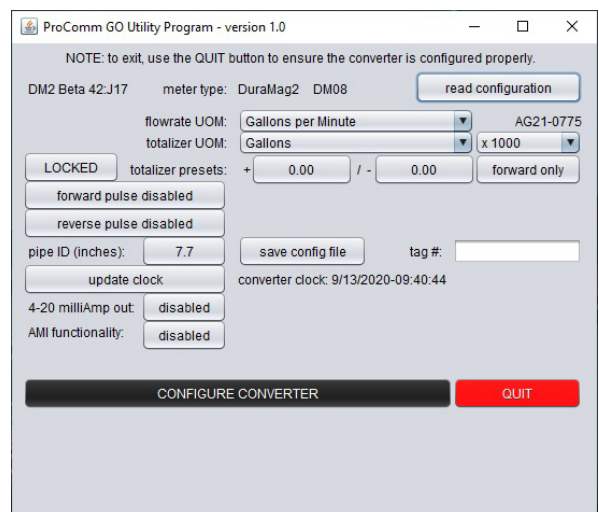 ProComm GO Utility Program - version 1.0
NOTE: to exit, use the QUIT button to ensure the converter is configured properly.
DM2 Beta 42:J17 meter type: DuraMag2 DM08 read configuration
flowrate UOM: Gallons per Minute AG21-0775
totalizer UOM: Gallons x 1000
LOCKED totalizer presets: + 0.00 / - 0.00 forward only
forward pulse disabled
reverse pulse disabled
pipe ID (inches): 7.7 save config file tag #:
update clock converter clock: 9/13/2020-09:40:44
4-20 milliAmp out: disabled
AMI functionality: disabled
CONFIGURE CONVERTER QUIT